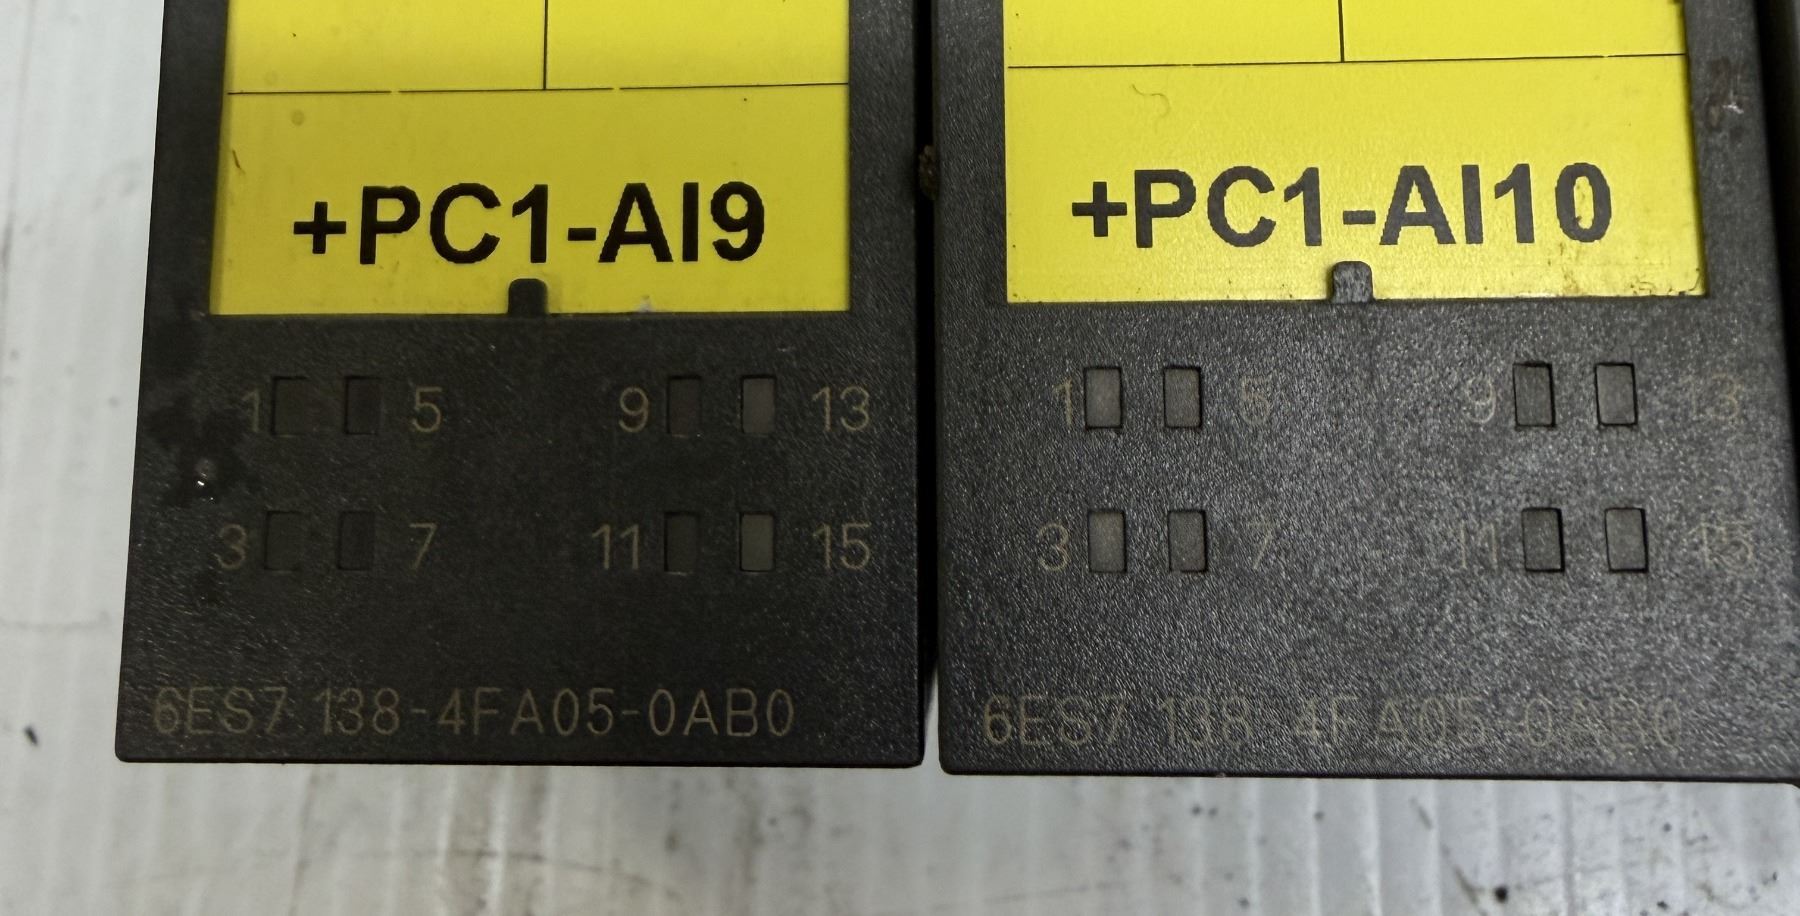 +PC1-AI9
1 5 9 13
3 7 11 15
6ES7 138-4FA05-0AB0
+PC1-AI10
1 5 9 13
3 7 11 15
6ES7 138-4FA05-0AB0